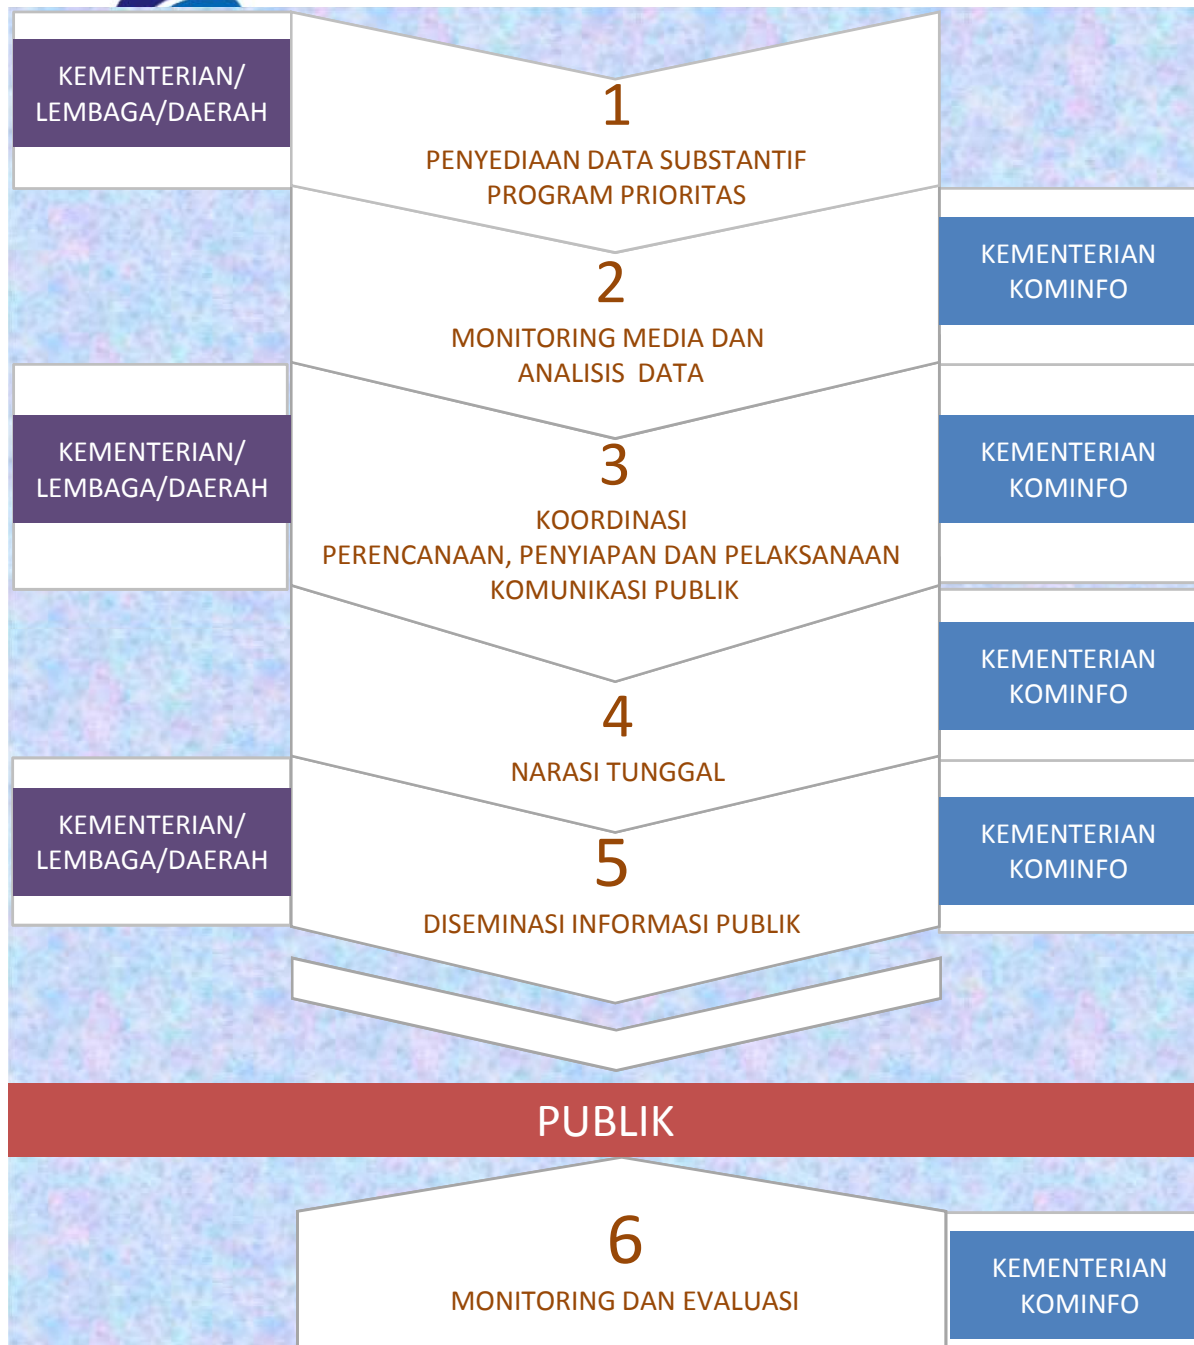 KEMENTERIAN/
LEMBAGA/DAERAH
1
PENYEDIAAN DATA SUBSTANTIF
PROGRAM PRIORITAS
2
MONITORING MEDIA DAN
ANALISIS DATA
KEMENTERIAN
KOMINFO
KEMENTERIAN/
LEMBAGA/DAERAH
3
KOORDINASI
PERENCANAAN, PENYIAPAN DAN PELAKSANAAN
KOMUNIKASI PUBLIK
KEMENTERIAN
KOMINFO
4
NARASI TUNGGAL
KEMENTERIAN
KOMINFO
KEMENTERIAN/
LEMBAGA/DAERAH
5
DISEMINASI INFORMASI PUBLIK
KEMENTERIAN
KOMINFO
PUBLIK
6
MONITORING DAN EVALUASI
KEMENTERIAN
KOMINFO